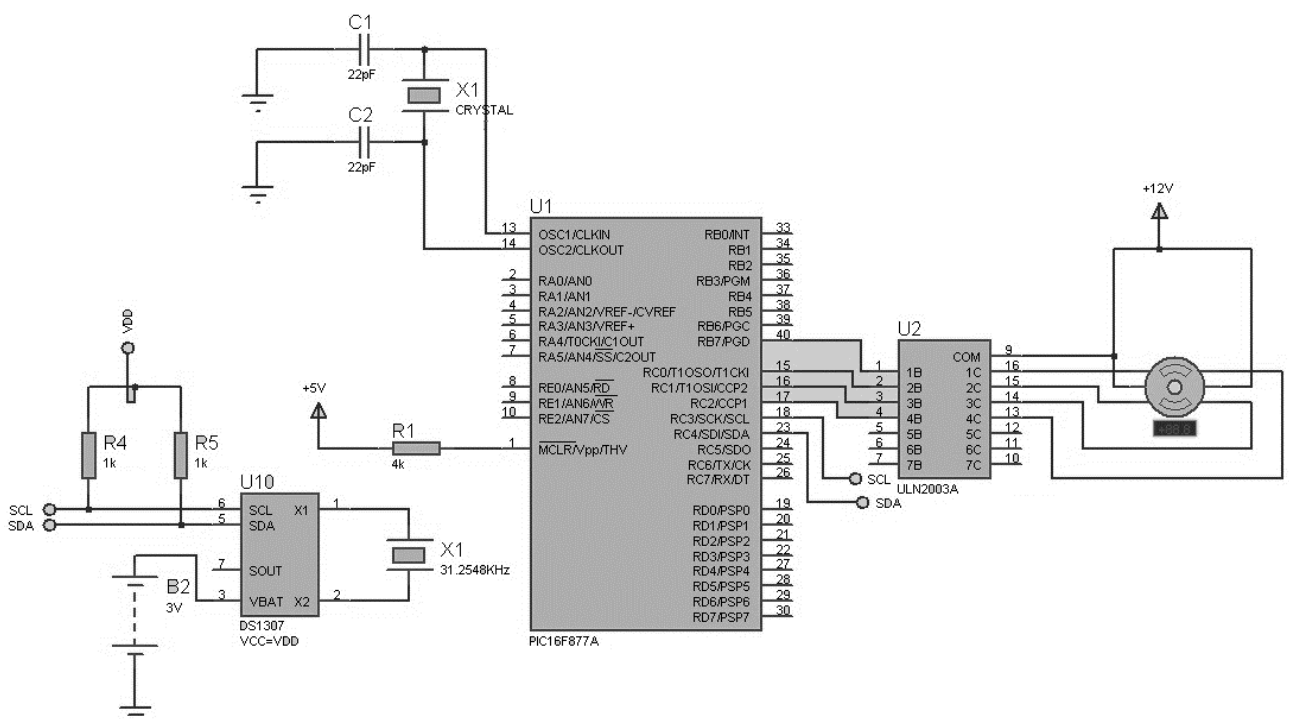 C1
22pF
X1
CRYSTAL
C2
22pF
U1
13 OSC1/CLKIN
14 OSC2/CLKOUT
2 RA0/AN0
3 RA1/AN1
4 RA2/AN2/VREF-/CVREF
5 RA3/AN3/VREF+
6 RA4/T0CKI/C1OUT
7 RA5/AN4/SS/C2OUT
8 RE0/AN5/RD
9 RE1/AN6/WR
10 RE2/AN7/CS
1 MCLR/Vpp/THV
RB0/INT 33
RB1 34
RB2 35
RB3/PGM 36
RB4 37
RB5 38
RB6/PGC 39
RB7/PGD 40
RC0/T1OSO/T1CKI 15
RC1/T1OSI/CCP2 16
RC2/CCP1 17
RC3/SCK/SCL 18
RC4/SDI/SDA 23
RC5/SDO 24
RC6/TX/CK 25
RC7/RX/DT 26
RD0/PSP0 19
RD1/PSP1 20
RD2/PSP2 21
RD3/PSP3 22
RD4/PSP4 27
RD5/PSP5 28
RD6/PSP6 29
RD7/PSP7 30
PIC16F877A
SCL
SDA
+5V
R1
4k
VDD
R4
1k
R5
1k
SCL
SDA
U10
6 SCL
5 SDA
7 SOUT
3 VBAT
X1 1
X2 2
DS1307
VCC=VDD
X1
31.2548KHz
B2
3V
U2
1 1B
2 2B
3 3B
4 4B
5 5B
6 6B
7 7B
COM 9
1C 16
2C 15
3C 14
4C 13
5C 12
6C 11
7C 10
ULN2003A
+12V
+88.8